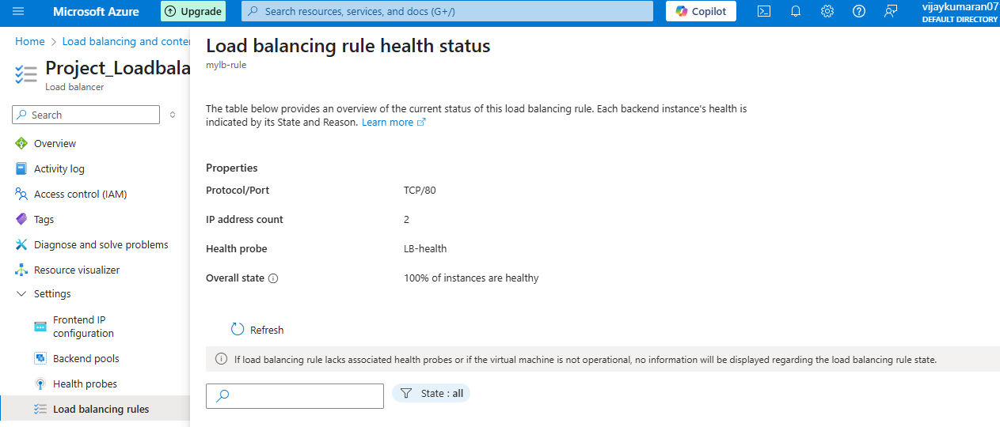 Microsoft Azure
Upgrade
Search resources, services, and docs (G+/)
Copilot
vijaykumaran07
DEFAULT DIRECTORY
Home > Load balancing and conte
Project_Loadbala
Load balancer
Search
Overview
Activity log
Access control (IAM)
Tags
Diagnose and solve problems
Resource visualizer
Settings
Frontend IP
configuration
Backend pools
Health probes
Load balancing rules
Load balancing rule health status
mylb-rule
The table below provides an overview of the current status of this load balancing rule. Each backend instance's health is
indicated by its State and Reason. Learn more
Properties
Protocol/Port TCP/80
IP address count 2
Health probe LB-health
Overall state 100% of instances are healthy
Refresh
If load balancing rule lacks associated health probes or if the virtual machine is not operational, no information will be displayed regarding the load balancing rule state.
State : all